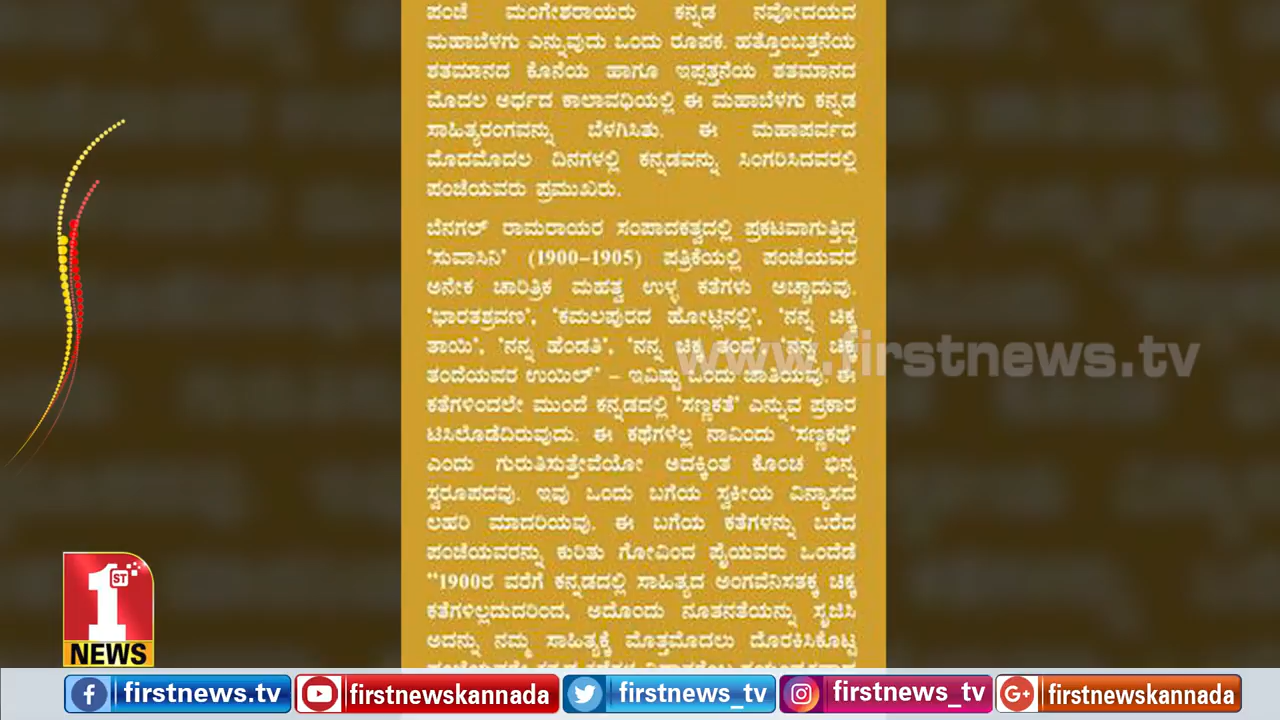 ಪಂಜೆ ಮಂಗೇಶರಾಯರು ಕನ್ನಡ ನವೋದಯದ
ಮಹಾಬೆಳಗು ಎನ್ನುವುದು ಒಂದು ರೂಪಕ. ಹತ್ತೊಂಬತ್ತನೆಯ
ಶತಮಾನದ ಕೊನೆಯ ಹಾಗೂ ಇಪ್ಪತ್ತನೆಯ ಶತಮಾನದ
ಮೊದಲ ಅರ್ಧದ ಕಾಲಾವಧಿಯಲ್ಲಿ ಈ ಮಹಾಬೆಳಗು ಕನ್ನಡ
ಸಾಹಿತ್ಯರಂಗವನ್ನು ಬೆಳಗಿಸಿತು. ಈ ಮಹಾಪರ್ವದ
ಮೊದಮೊದಲ ದಿನಗಳಲ್ಲಿ ಕನ್ನಡವನ್ನು ಸಿಂಗರಿಸಿದವರಲ್ಲಿ
ಪಂಜೆಯವರು ಪ್ರಮುಖರು.
ಬೆನಗಲ್ ರಾಮರಾಯರ ಸಂಪಾದಕತ್ವದಲ್ಲಿ ಪ್ರಕಟವಾಗುತ್ತಿದ್ದ
'ಸುವಾಸಿನಿ' (1900–1905) ಪತ್ರಿಕೆಯಲ್ಲಿ ಪಂಜೆಯವರ
ಅನೇಕ ಚಾರಿತ್ರಿಕ ಮಹತ್ವ ಉಳ್ಳ ಕತೆಗಳು ಅಚ್ಚಾದುವು.
'ಭಾರತಶ್ರವಣ', 'ಕಮಲಪುರದ ಹೋಟ್ಲಿನಲ್ಲಿ', 'ನನ್ನ ಚಿಕ್ಕ
ತಾಯಿ', 'ನನ್ನ ಹೆಂಡತಿ', 'ನನ್ನ ಚಿಕ್ಕ ತಂದೆ', 'ನನ್ನ ಚಿಕ್ಕ
ತಂದೆಯವರ ಉಯಿಲ್' – ಇವಿಷ್ಟು ಒಂದು ಜಾತಿಯವು. ಈ
ಕತೆಗಳಿಂದಲೇ ಮುಂದೆ ಕನ್ನಡದಲ್ಲಿ 'ಸಣ್ಣಕತೆ' ಎನ್ನುವ ಪ್ರಕಾರ
ಟಿಸಿಲೊಡೆದಿರುವುದು. ಈ ಕಥೆಗಳೆಲ್ಲ ನಾವಿಂದು 'ಸಣ್ಣಕಥೆ'
ಎಂದು ಗುರುತಿಸುತ್ತೇವೆಯೋ ಅದಕ್ಕಿಂತ ಕೊಂಚ ಭಿನ್ನ
ಸ್ವರೂಪದವು. ಇವು ಒಂದು ಬಗೆಯ ಸ್ವಕೀಯ ವಿನ್ಯಾಸದ
ಲಹರಿ ಮಾದರಿಯವು. ಈ ಬಗೆಯ ಕತೆಗಳನ್ನು ಬರೆದ
ಪಂಜೆಯವರನ್ನು ಕುರಿತು ಗೋವಿಂದ ಪೈಯವರು ಒಂದೆಡೆ
"1900ರ ವರೆಗೆ ಕನ್ನಡದಲ್ಲಿ ಸಾಹಿತ್ಯದ ಅಂಗವೆನಿಸತಕ್ಕ ಚಿಕ್ಕ
ಕತೆಗಳಿಲ್ಲದುದರಿಂದ, ಅದೊಂದು ನೂತನತೆಯನ್ನು ಸೃಜಿಸಿ
ಅದನ್ನು ನಮ್ಮ ಸಾಹಿತ್ಯಕ್ಕೆ ಮೊತ್ತಮೊದಲು ದೊರಕಿಸಿಕೊಟ್ಟ
www.firstnews.tv
1ST
NEWS
firstnews.tv firstnewskannada firstnews_tv firstnews_tv firstnewskannada